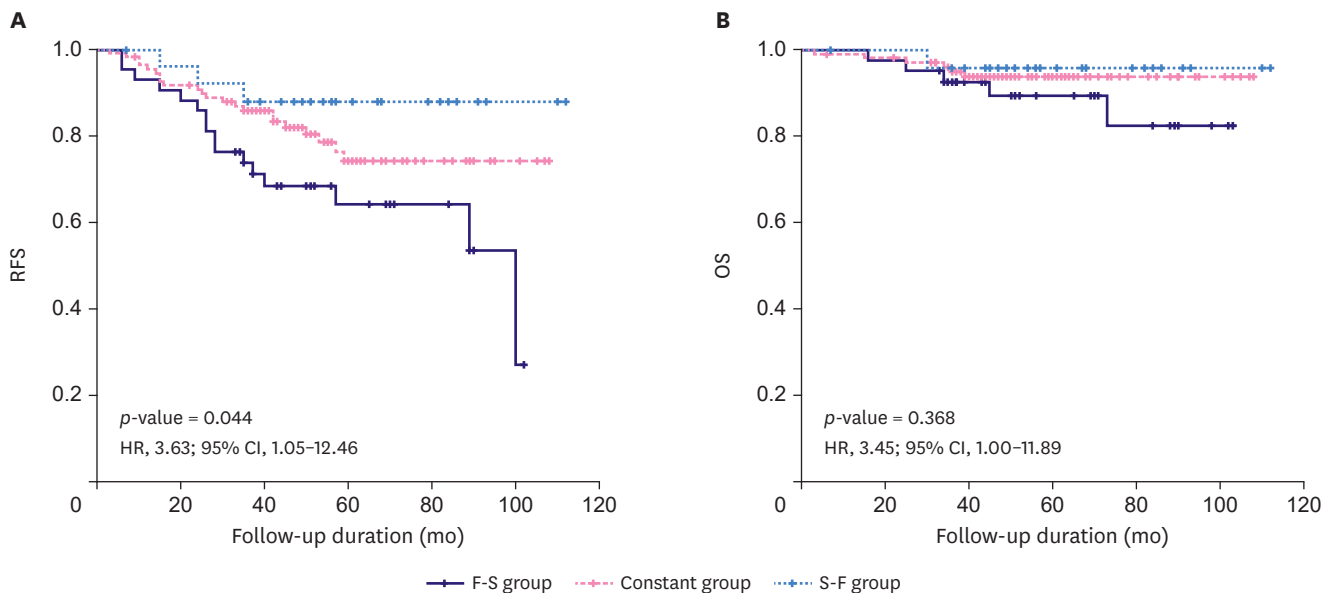 A
1.0
0.8
0.6
0.4
0.2
0
RFS
p-value = 0.044
HR, 3.63; 95% CI, 1.05–12.46
20 40 60 80 100 120
Follow-up duration (mo)
B
1.0
0.8
0.6
0.4
0.2
0
OS
p-value = 0.368
HR, 3.45; 95% CI, 1.00–11.89
20 40 60 80 100 120
Follow-up duration (mo)
F-S group Constant group S-F group